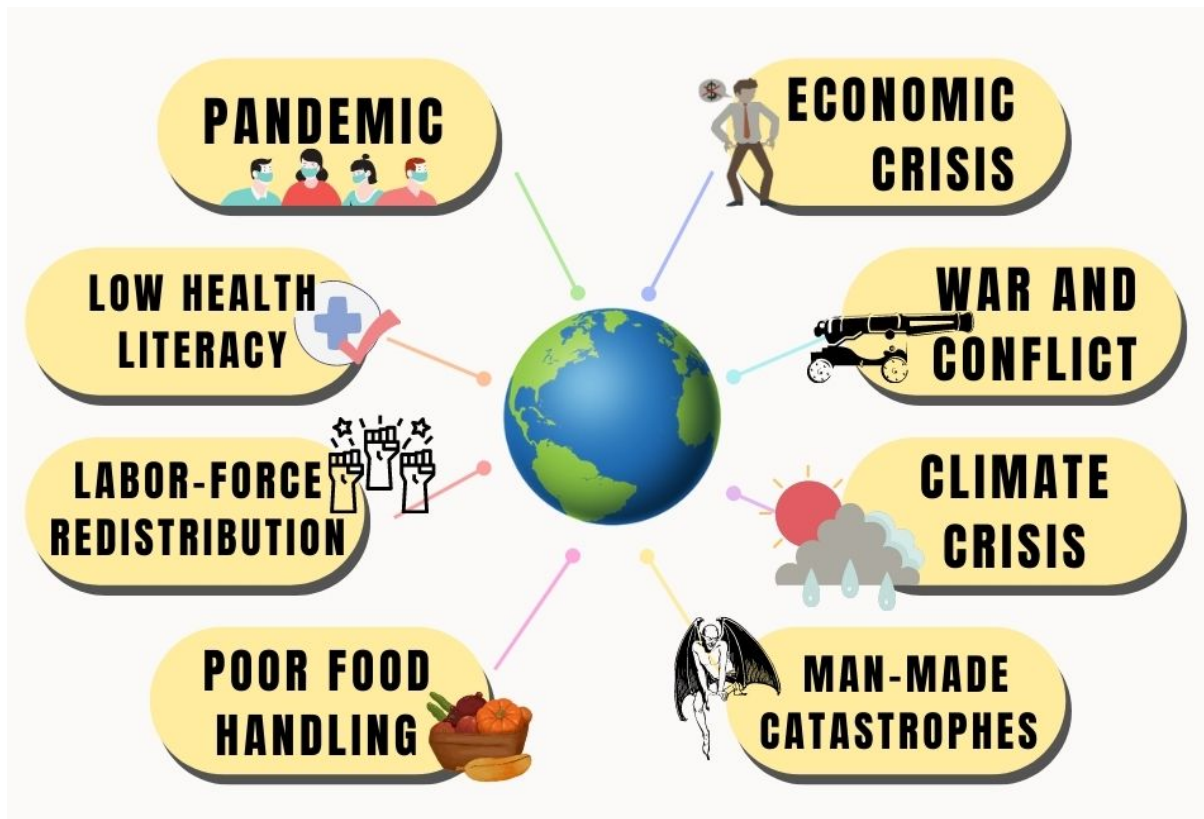 PANDEMIC
ECONOMIC
CRISIS
LOW HEALTH
LITERACY
WAR AND
CONFLICT
LABOR-FORCE
REDISTRIBUTION
CLIMATE
CRISIS
POOR FOOD
HANDLING
MAN-MADE
CATASTROPHES